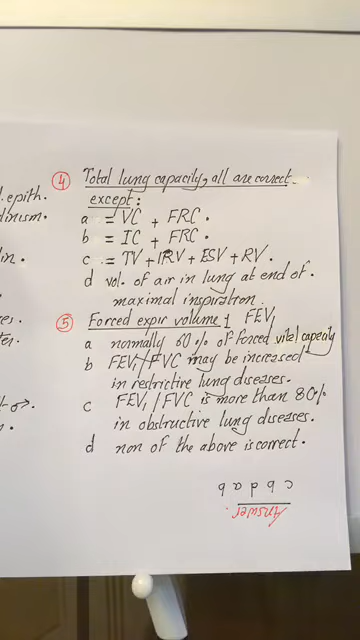 . epith.
dinism.
④ Total lung capacity, all are correct
except:
a = VC + FRC.
b = IC + FRC.
c = TV + IRV + ESV + RV.
d vol. of air in lung at end of
maximal inspiration.
⑤ Forced expir volume 1 FEV₁
a normally 60% of forced vital capacity
b FEV₁/FVC may be increased
in restrictive lung diseases.
c FEV₁/FVC is more than 80%
in obstructive lung diseases.
d non of the above is correct.
Answer
c b d a b